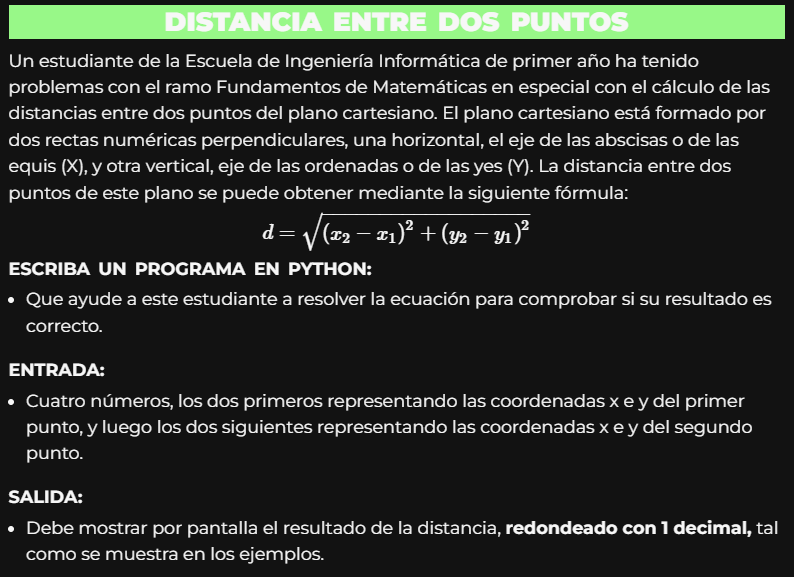 DISTANCIA ENTRE DOS PUNTOS
Un estudiante de la Escuela de Ingeniería Informática de primer año ha tenido
problemas con el ramo Fundamentos de Matemáticas en especial con el cálculo de las
distancias entre dos puntos del plano cartesiano. El plano cartesiano está formado por
dos rectas numéricas perpendiculares, una horizontal, el eje de las abscisas o de las
equis (X), y otra vertical, eje de las ordenadas o de las yes (Y). La distancia entre dos
puntos de este plano se puede obtener mediante la siguiente fórmula:
d = √(x₂ − x₁)² + (y₂ − y₁)²
ESCRIBA UN PROGRAMA EN PYTHON:
• Que ayude a este estudiante a resolver la ecuación para comprobar si su resultado es
correcto.
ENTRADA:
• Cuatro números, los dos primeros representando las coordenadas x e y del primer
punto, y luego los dos siguientes representando las coordenadas x e y del segundo
punto.
SALIDA:
• Debe mostrar por pantalla el resultado de la distancia, redondeado con 1 decimal, tal
como se muestra en los ejemplos.